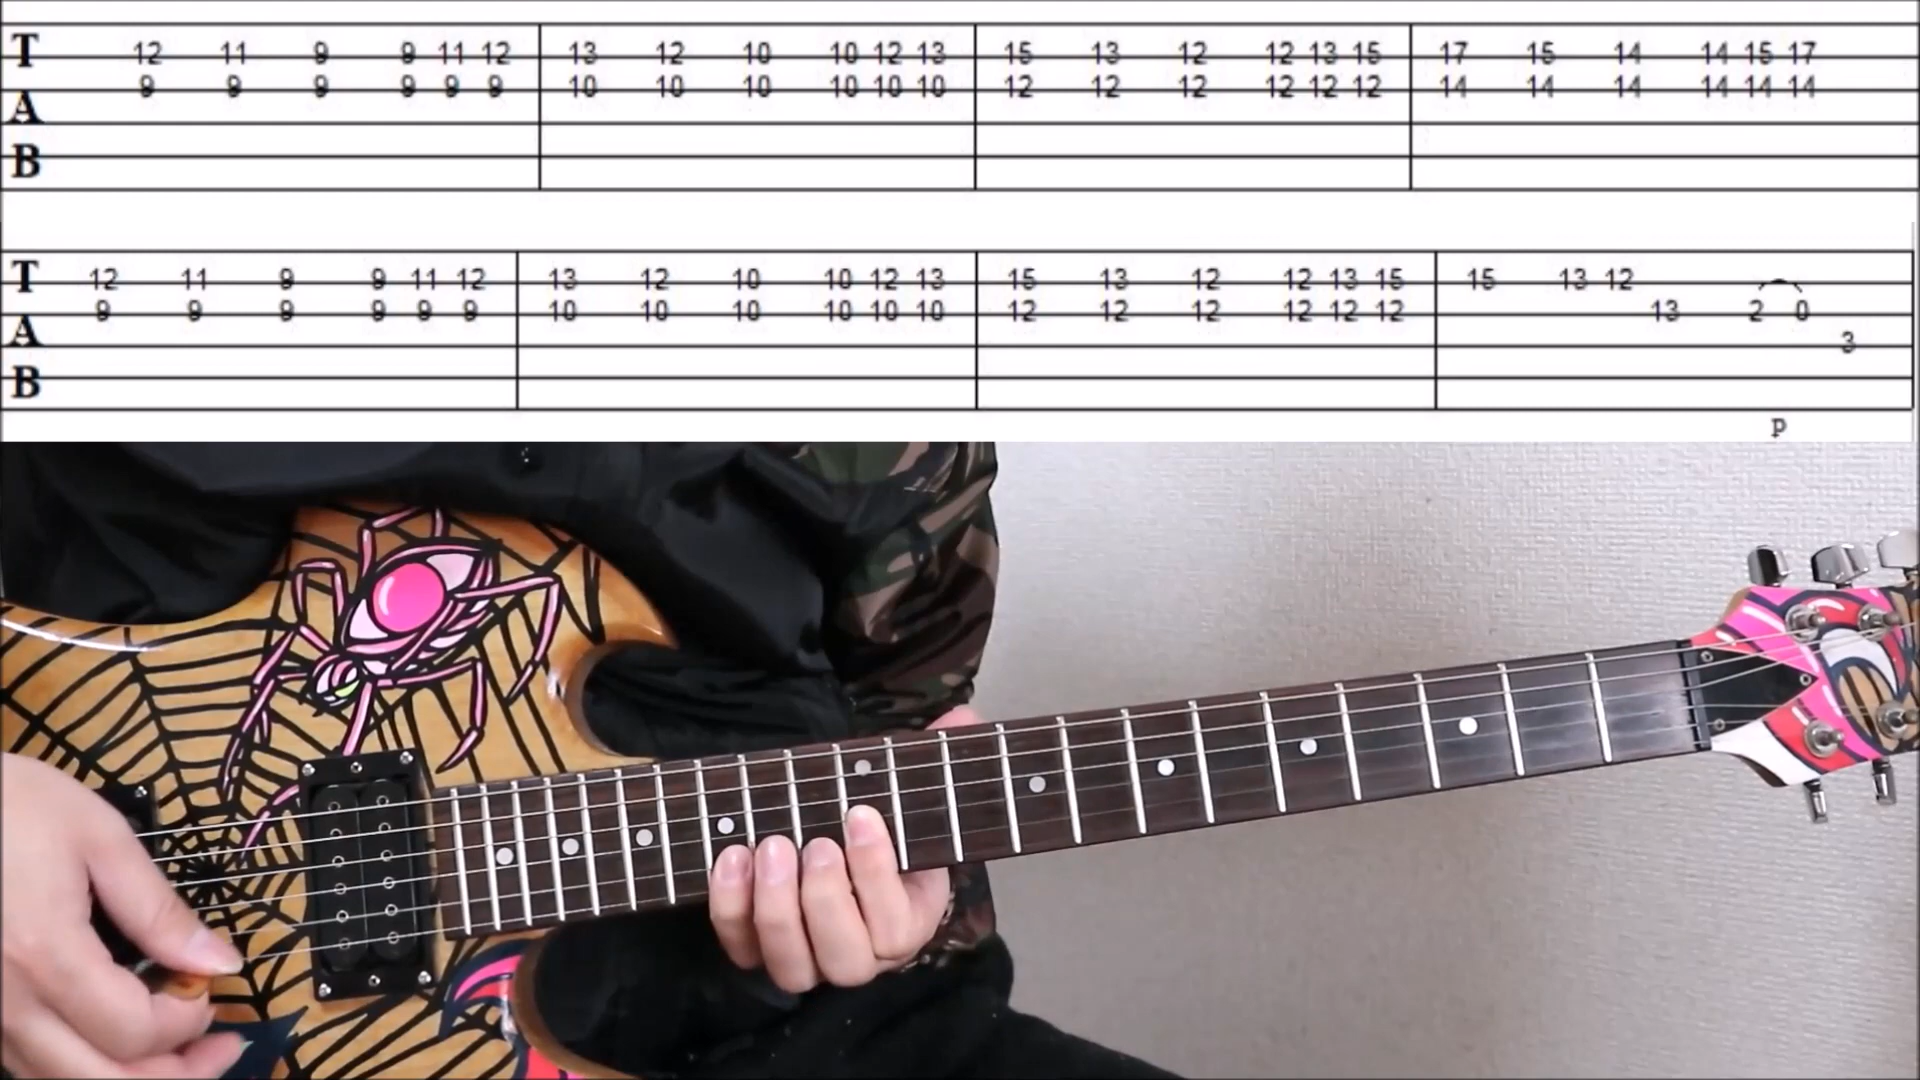 T 12 11 9 9 11 12 13 12 10 10 12 13 15 13 12 12 13 15 17 15 14 14 15 17
A 9 9 9 9 9 9 10 10 10 10 10 10 12 12 12 12 12 12 14 14 14 14 14 14
B
T 12 11 9 9 11 12 13 12 10 10 12 13 15 13 12 12 13 15 15 13 12
A 9 9 9 9 9 9 10 10 10 10 10 10 12 12 12 12 12 12 13 2 0
3
B
p